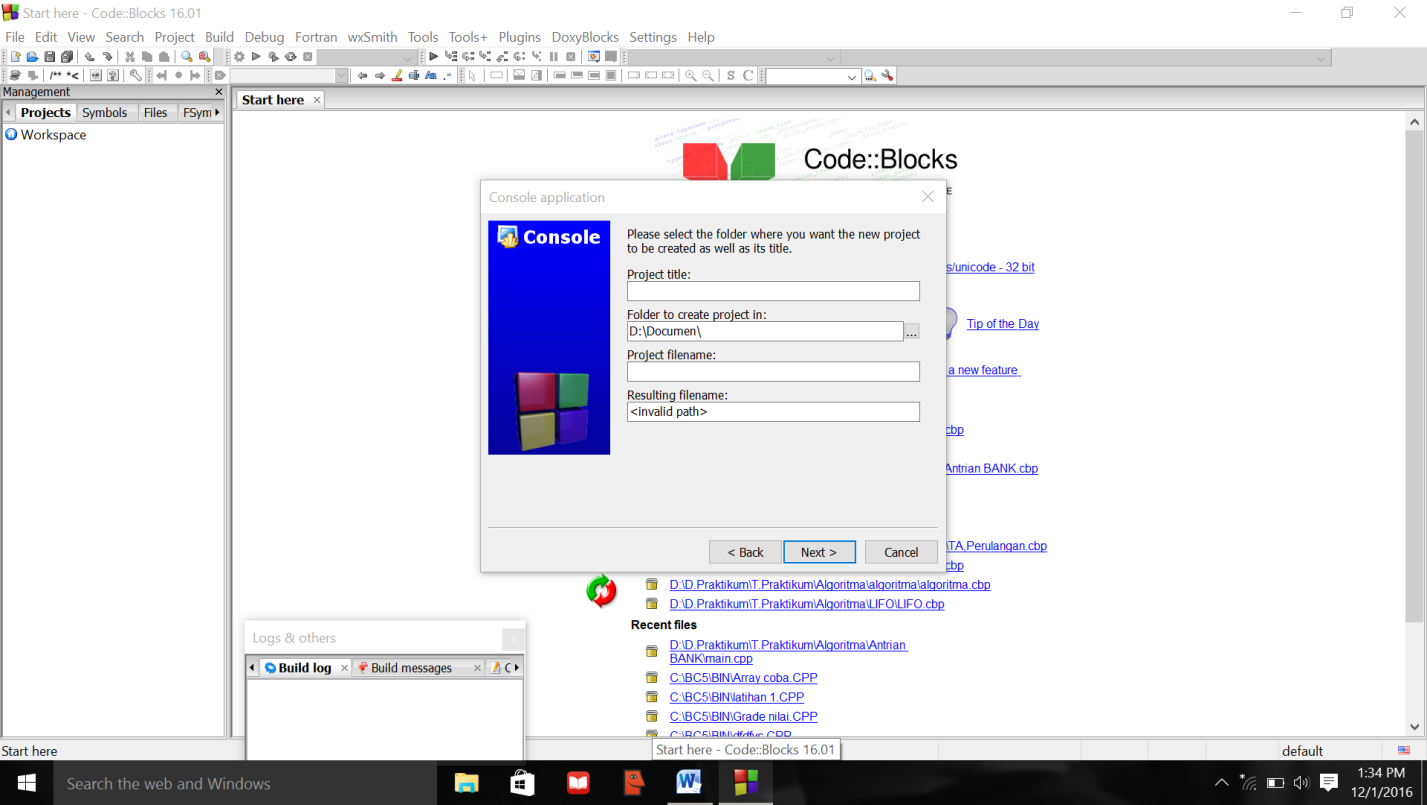 Start here - Code::Blocks 16.01
File Edit View Search Project Build Debug Fortran wxSmith Tools Tools+ Plugins DoxyBlocks Settings Help
/** *<
S C
Management
Projects Symbols Files FSym
Workspace
Start here
Code::Blocks
Console application
Console
Please select the folder where you want the new project
to be created as well as its title.
Project title:
Folder to create project in:
D:\Documen\
...
Project filename:
Resulting filename:
<invalid path>
< Back Next > Cancel
s/unicode - 32 bit
Tip of the Day
a new feature
cbp
Antrian BANK.cbp
\TA,Perulangan.cbp
cbp
D:\D.Praktikum\T.Praktikum\Algoritma\algoritma\algoritma.cbp
D:\D.Praktikum\T.Praktikum\Algoritma\LIFO\LIFO.cbp
Recent files
D:\D.Praktikum\T.Praktikum\Algoritma\Antrian
BANK\main.cpp
C:\BC5\BIN\Array coba.CPP
C:\BC5\BIN\latihan 1.CPP
C:\BC5\BIN\Grade nilai.CPP
Logs & others
Build log Build messages C
Start here
Start here - Code::Blocks 16.01
default
Search the web and Windows
1:34 PM
12/1/2016